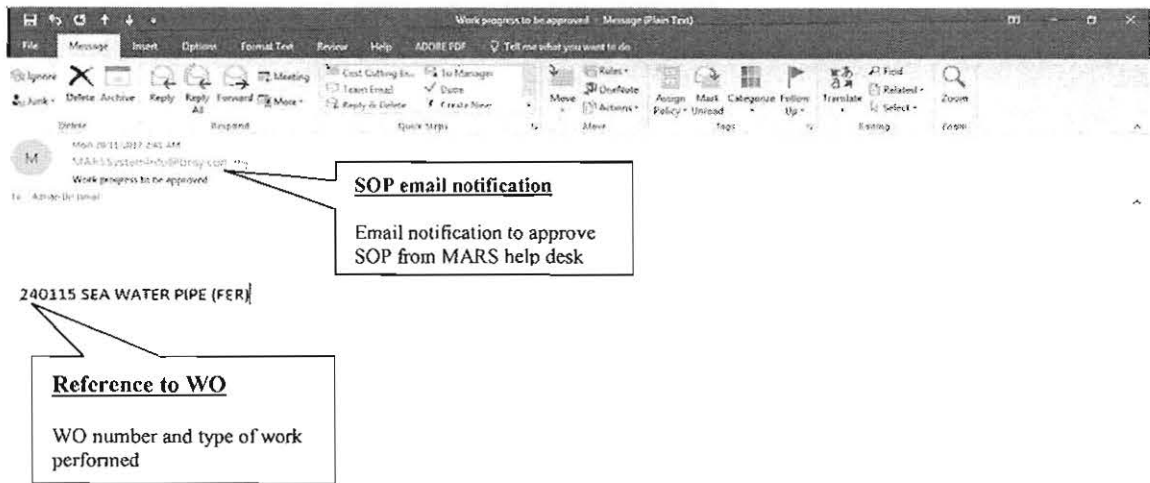 Work progress to be approved - Message (Plain Text)
File Message Insert Options Format Text Review Help ADOBE PDF Tell me what you want to do
Ignore
Junk
Delete Archive Reply Reply All Forward
Meeting
More
To Manager
Team Email
Done
Reply & Delete
Create New
Move
Rules
OneNote
Actions
Assign Policy
Mark Unread
Categorize
Follow Up
Translate
Find
Related
Select
Zoom
Delete Respond Quick Steps Move Tags Editing Zoom
M
Work progress to be approved
To
SOP email notification
Email notification to approve
SOP from MARS help desk
240115 SEA WATER PIPE (FER)
Reference to WO
WO number and type of work
performed